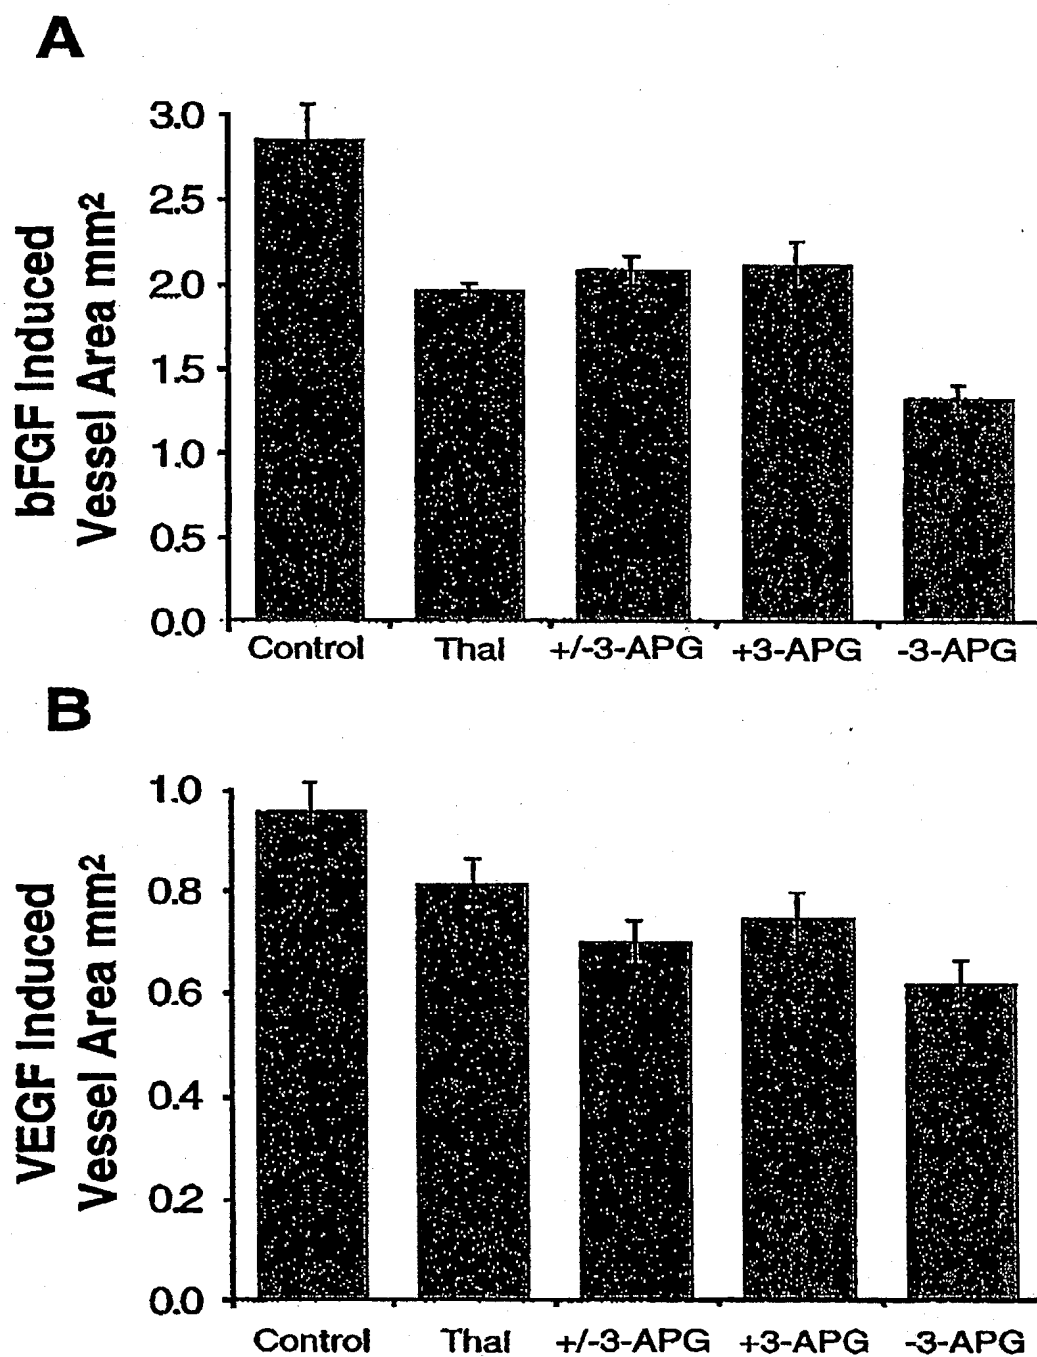 A
bFGF Induced
Vessel Area mm²
3.0
2.5
2.0
1.5
1.0
0.5
0.0
Control Thal +/-3-APG +3-APG -3-APG
B
VEGF Induced
Vessel Area mm²
1.0
0.8
0.6
0.4
0.2
0.0
Control Thal +/-3-APG +3-APG -3-APG